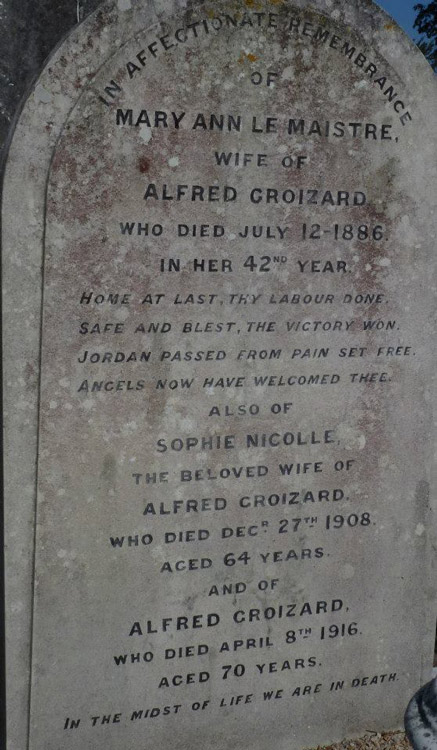 IN AFFECTIONATE REMEMBRANCE
OF
MARY ANN LE MAISTRE,
WIFE OF
ALFRED CROIZARD
WHO DIED JULY 12-1886.
IN HER 42ND YEAR.
HOME AT LAST, THY LABOUR DONE,
SAFE AND BLEST, THE VICTORY WON.
JORDAN PASSED FROM PAIN SET FREE.
ANGELS NOW HAVE WELCOMED THEE.
ALSO OF
SOPHIE NICOLLE,
THE BELOVED WIFE OF
ALFRED CROIZARD.
WHO DIED DECR 27TH 1908.
AGED 64 YEARS.
AND OF
ALFRED CROIZARD,
WHO DIED APRIL 8TH 1916.
AGED 70 YEARS.
IN THE MIDST OF LIFE WE ARE IN DEATH.